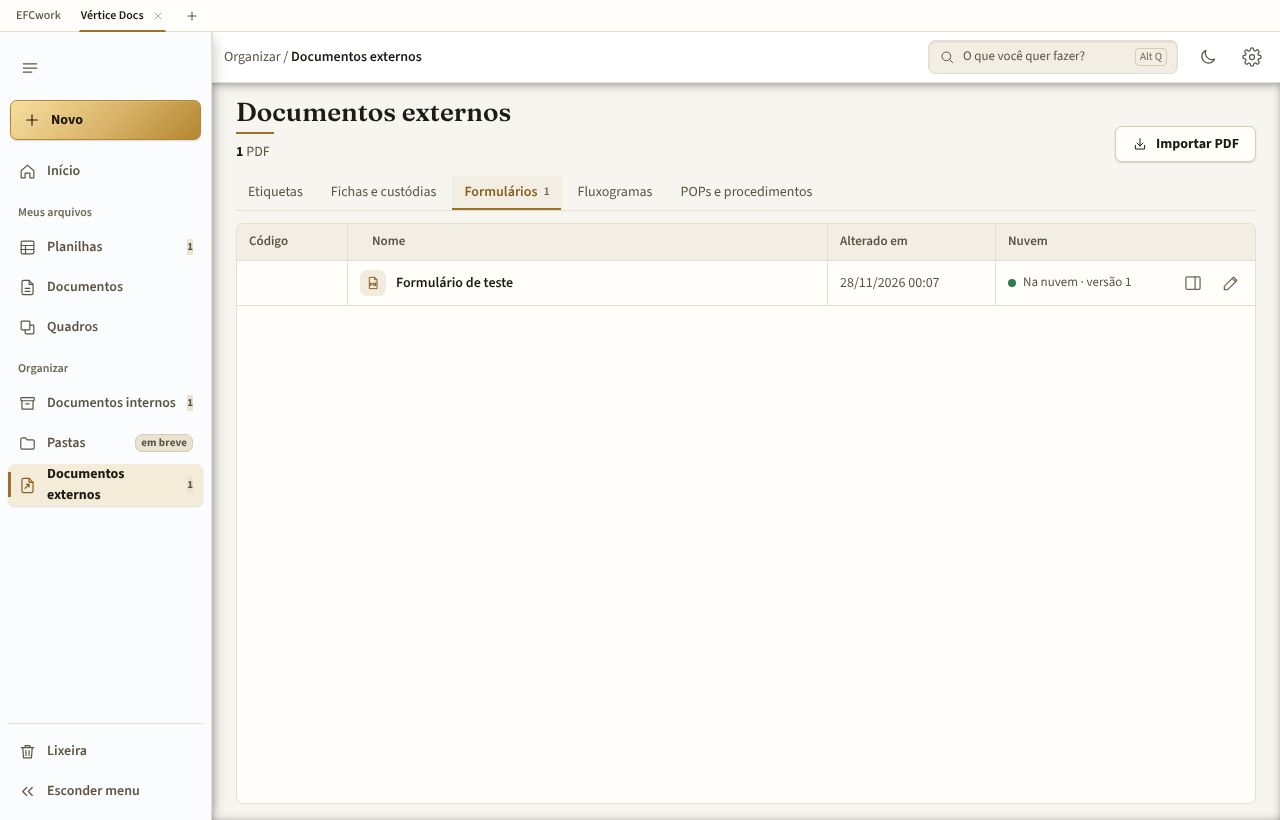 EFCwork
Vértice Docs
Organizar / Documentos externos
O que você quer fazer?
Alt Q
Novo
Início
Meus arquivos
Planilhas 1
Documentos
Quadros
Organizar
Documentos internos 1
Pastas em breve
Documentos
externos
1
Lixeira
Esconder menu
Documentos externos
1 PDF
Importar PDF
Etiquetas
Fichas e custódias
Formulários 1
Fluxogramas
POPs e procedimentos
Código Nome Alterado em Nuvem
Formulário de teste 28/11/2026 00:07 Na nuvem · versão 1